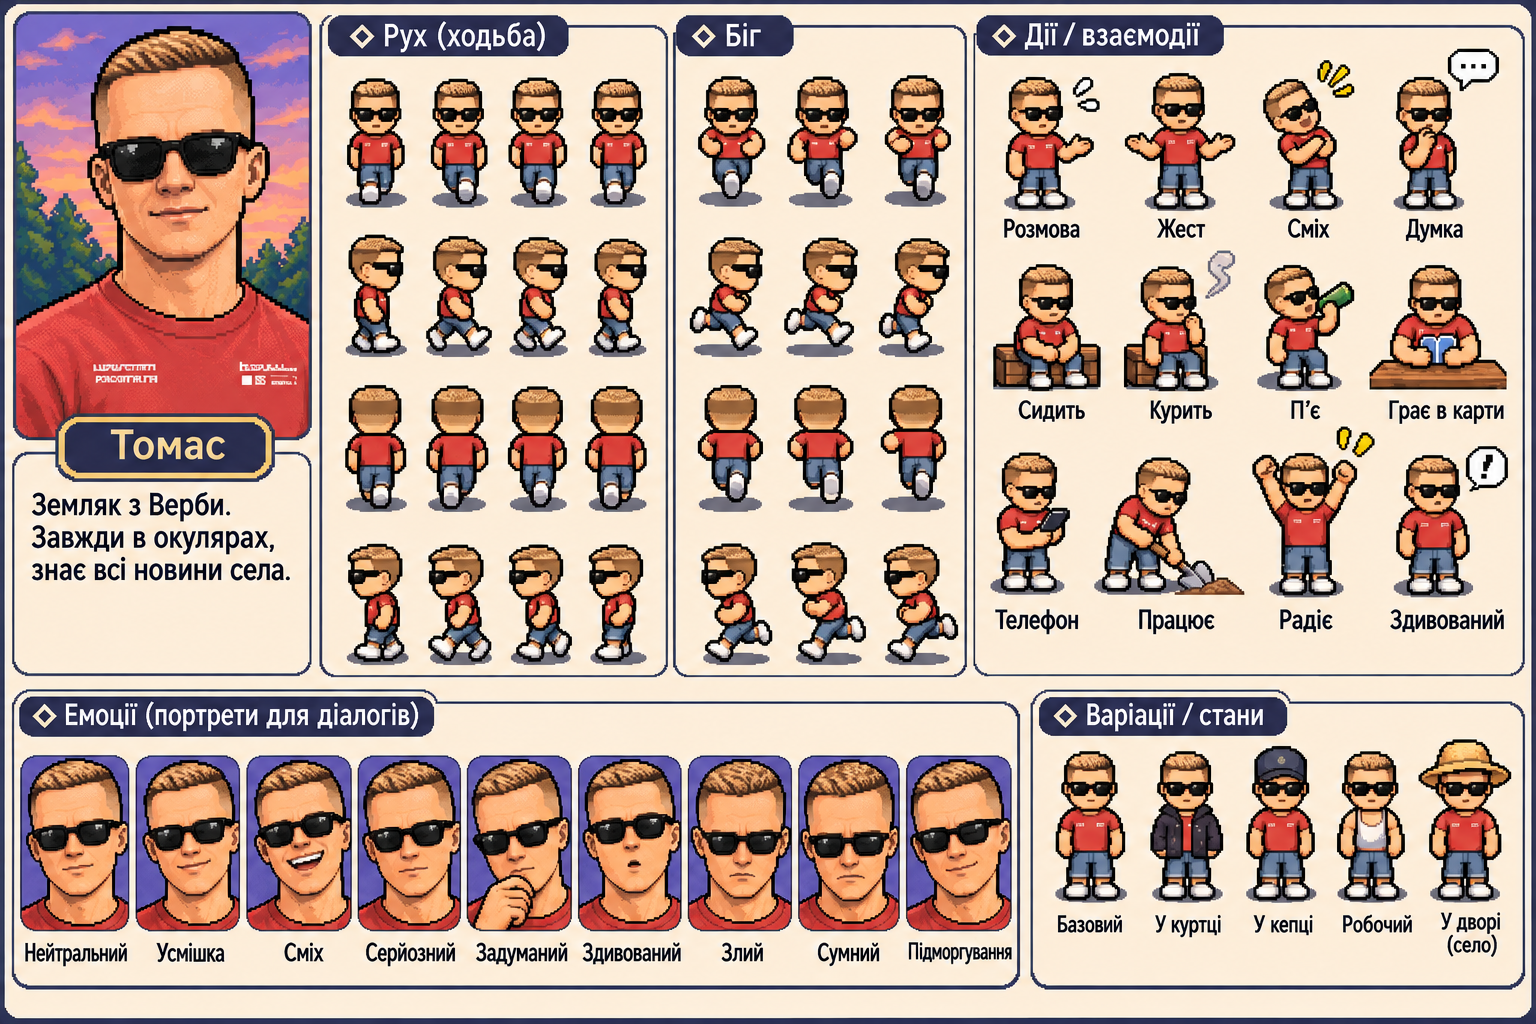 Томас
Земляк з Верби.
Завжди в окулярах,
знає всі новини села.
Рух (ходьба)
Біг
Дії / взаємодії
...
Розмова
Жест
Сміх
Думка
Сидить
Курить
П'є
Грає в карти
!
Телефон
Працює
Радіє
Здивований
Емоції (портрети для діалогів)
Нейтральний
Усмішка
Сміх
Серйозний
Задуманий
Здивований
Злий
Сумний
Підморгування
Варіації / стани
Базовий
У куртці
У кепці
Робочий
У дворі
(село)